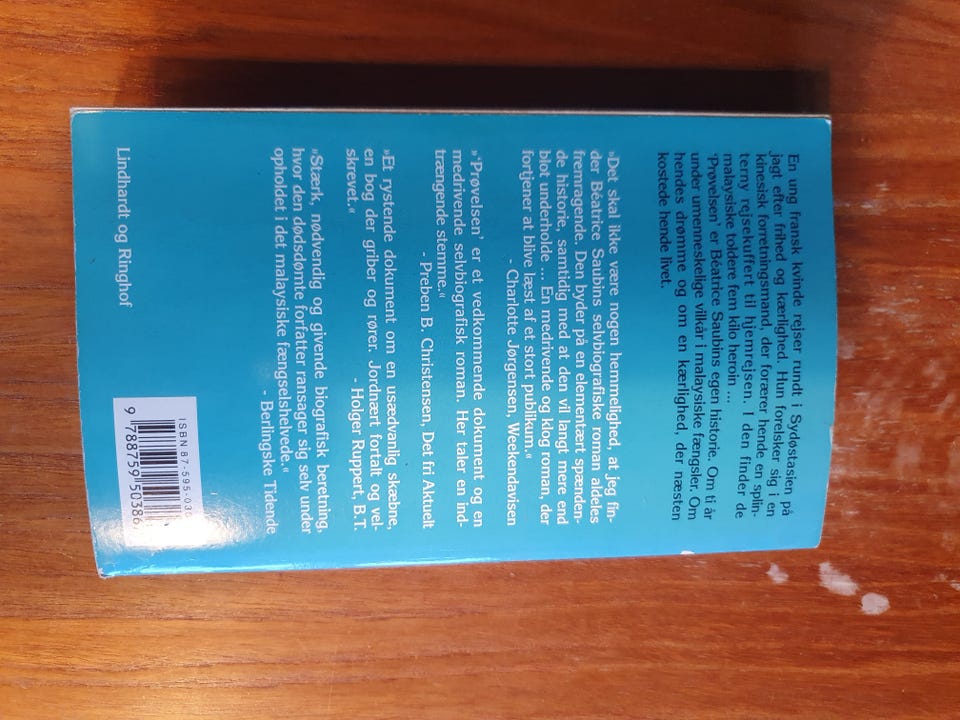 En ung fransk kvinde rejser rundt i Sydøstasien på
jagt efter frihed og kærlighed. Hun forelsker sig i en
kinesisk forretningsmand, der forærer hende en splin-
terny rejsekuffert til hjemrejsen. I den finder de
malaysiske toldere fem kilo heroin ...
'Prøvelsen' er Béatrice Saubins egen historie. Om ti år
under umenneskelige vilkår i malaysiske fængsler. Om
hendes drømme og om en kærlighed, der næsten
kostede hende livet.
»Det skal ikke være nogen hemmelighed, at jeg fin-
der Béatrice Saubins selvbiografiske roman aldeles
fremragende. Den byder på en elementært spænden-
de historie, samtidig med at den vil langt mere end
blot underholde ... En medrivende og klog roman, der
fortjener at blive læst af et stort publikum.«
- Charlotte Jørgensen, Weekendavisen
»'Prøvelsen' er et vedkommende dokument og en
medrivende selvbiografisk roman. Her taler en ind-
trængende stemme.«
- Preben B. Christensen, Det fri Aktuelt
»Et rystende dokument om en usædvanlig skæbne,
en bog der griber og rører. Jordnært fortalt og vel-
skrevet.«
- Holger Ruppert, B.T.
»Stærk, nødvendig og givende biografisk beretning,
hvor den dødsdømte forfatter ransager sig selv under
opholdet i det malaysiske fængselshelvede.«
- Berlingske Tidende
Lindhardt og Ringhof
ISBN 87-595-03
9 788759 50386